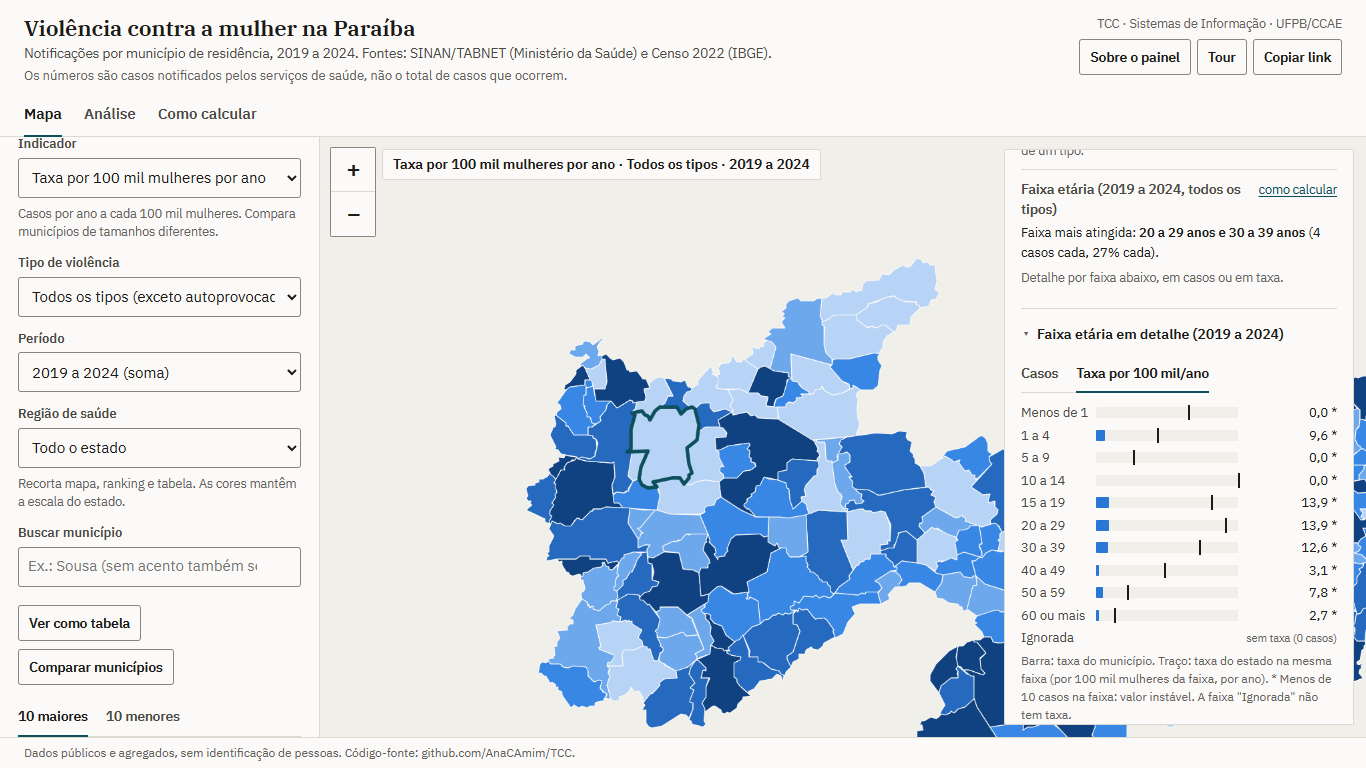 Violência contra a mulher na Paraíba
Notificações por município de residência, 2019 a 2024. Fontes: SINAN/TABNET (Ministério da Saúde) e Censo 2022 (IBGE).
Os números são casos notificados pelos serviços de saúde, não o total de casos que ocorrem.
TCC · Sistemas de Informação · UFPB/CCAE
Sobre o painel
Tour
Copiar link
Mapa
Análise
Como calcular
Indicador
Taxa por 100 mil mulheres por ano
Casos por ano a cada 100 mil mulheres. Compara
municípios de tamanhos diferentes.
Tipo de violência
Todos os tipos (exceto autoprovocac
Período
2019 a 2024 (soma)
Região de saúde
Todo o estado
Recorta mapa, ranking e tabela. As cores mantêm
a escala do estado.
Buscar município
Ex.: Sousa (sem acento também se
Ver como tabela
Comparar municípios
10 maiores
10 menores
+
−
Taxa por 100 mil mulheres por ano · Todos os tipos · 2019 a 2024
de um tipo.
Faixa etária (2019 a 2024, todos os
tipos)
como calcular
Faixa mais atingida: 20 a 29 anos e 30 a 39 anos (4
casos cada, 27% cada).
Detalhe por faixa abaixo, em casos ou em taxa.
Faixa etária em detalhe (2019 a 2024)
Casos
Taxa por 100 mil/ano
Menos de 1 0,0 *
1 a 4 9,6 *
5 a 9 0,0 *
10 a 14 0,0 *
15 a 19 13,9 *
20 a 29 13,9 *
30 a 39 12,6 *
40 a 49 3,1 *
50 a 59 7,8 *
60 ou mais 2,7 *
Ignorada sem taxa (0 casos)
Barra: taxa do município. Traço: taxa do estado na mesma
faixa (por 100 mil mulheres da faixa, por ano). * Menos de
10 casos na faixa: valor instável. A faixa "Ignorada" não
tem taxa.
Dados públicos e agregados, sem identificação de pessoas. Código-fonte: github.com/AnaCAmim/TCC.